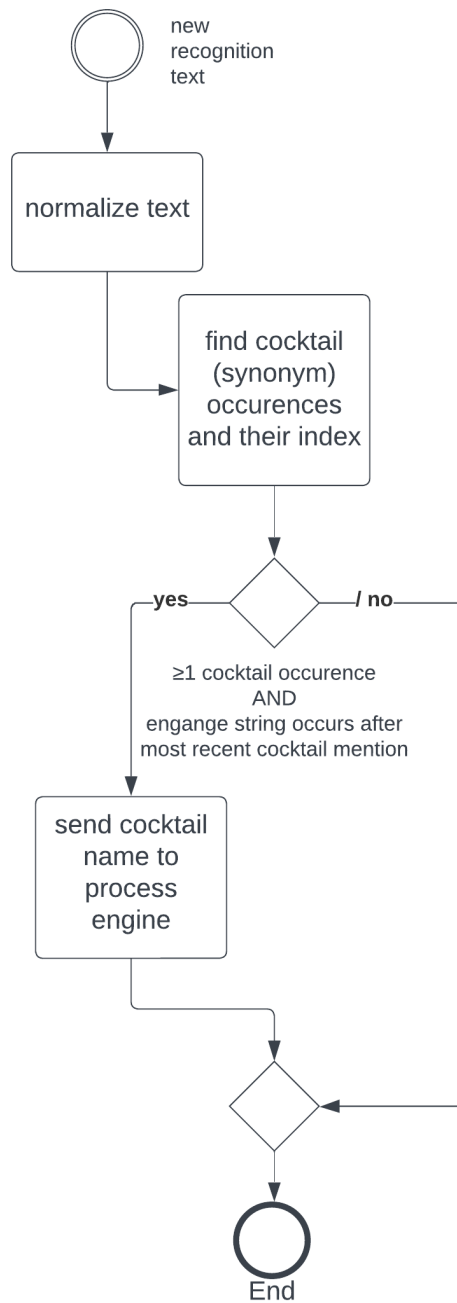 new
recognition
text
normalize text
find cocktail
(synonym)
occurences
and their index
yes
/ no
≥1 cocktail occurence
AND
engange string occurs after
most recent cocktail mention
send cocktail
name to
process
engine
End